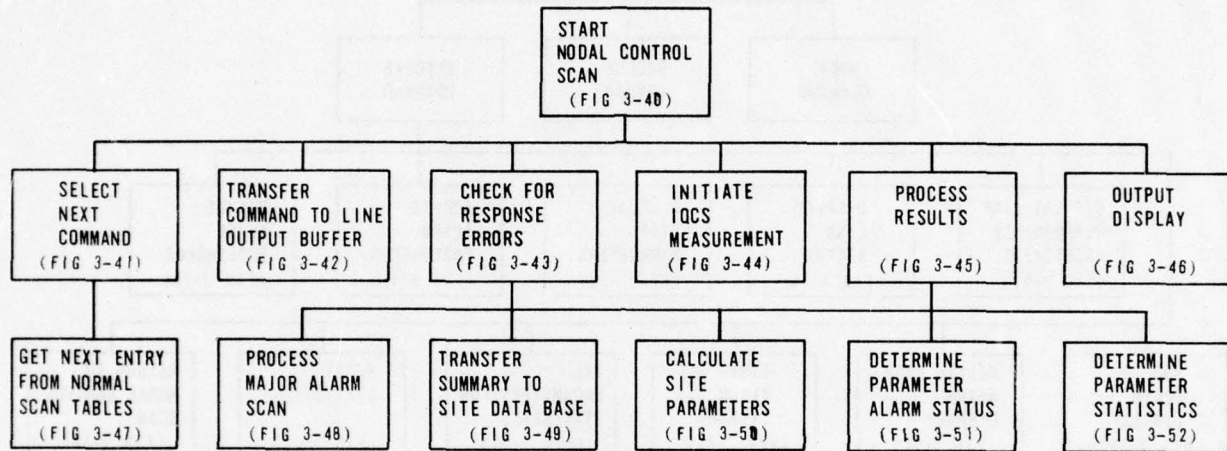 START
NODAL CONTROL
SCAN
(FIG 3-40)
SELECT
NEXT
COMMAND
(FIG 3-41)
TRANSFER
COMMAND TO LINE
OUTPUT BUFFER
(FIG 3-42)
CHECK FOR
RESPONSE
ERRORS
(FIG 3-43)
INITIATE
IQCS
MEASUREMENT
(FIG 3-44)
PROCESS
RESULTS
(FIG 3-45)
OUTPUT
DISPLAY
(FIG 3-46)
GET NEXT ENTRY
FROM NORMAL
SCAN TABLES
(FIG 3-47)
PROCESS
MAJOR ALARM
SCAN
(FIG 3-48)
TRANSFER
SUMMARY TO
SITE DATA BASE
(FIG 3-49)
CALCULATE
SITE
PARAMETERS
(FIG 3-50)
DETERMINE
PARAMETER
ALARM STATUS
(FIG 3-51)
DETERMINE
PARAMETER
STATISTICS
(FIG 3-52)